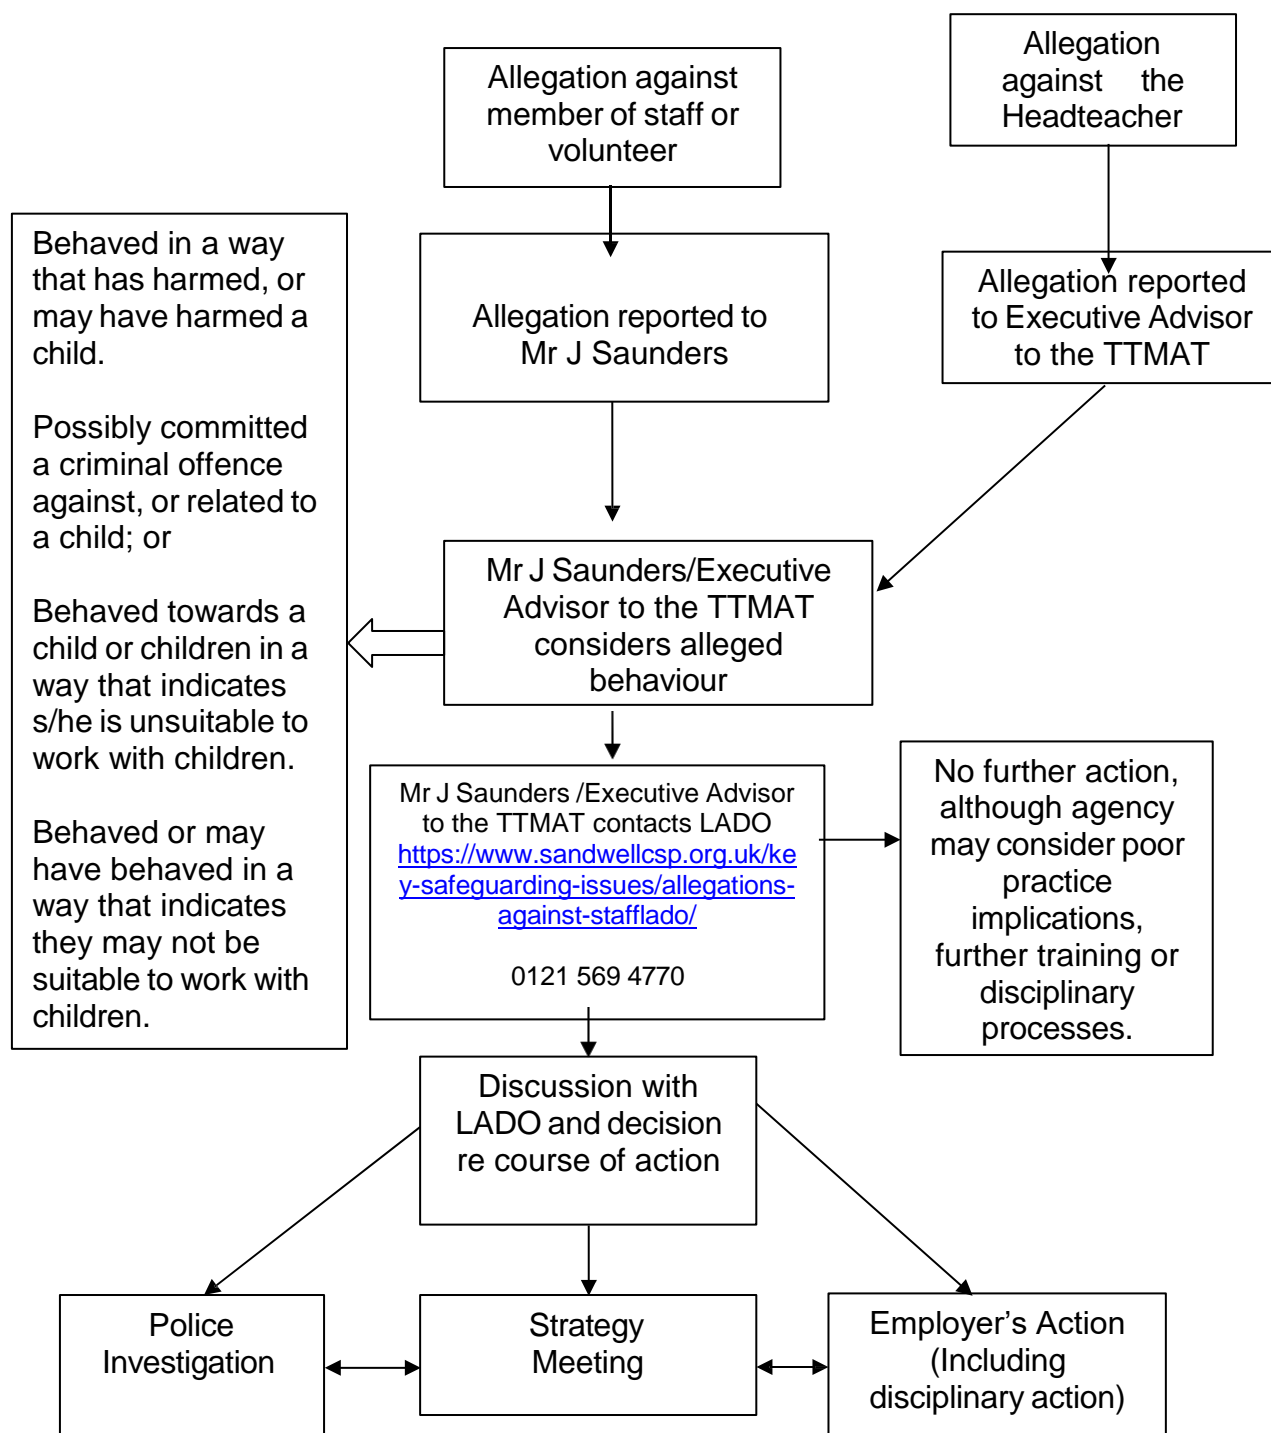 Allegation against
member of staff or
volunteer
Allegation
against the
Headteacher
Allegation reported to
Mr J Saunders
Allegation reported
to Executive Advisor
to the TTMAT
Behaved in a way
that has harmed, or
may have harmed a
child.
Possibly committed
a criminal offence
against, or related to
a child; or
Behaved towards a
child or children in a
way that indicates
s/he is unsuitable to
work with children.
Behaved or may
have behaved in a
way that indicates
they may not be
suitable to work with
children.
Mr J Saunders/Executive
Advisor to the TTMAT
considers alleged
behaviour
Mr J Saunders /Executive Advisor
to the TTMAT contacts LADO
https://www.sandwellcsp.org.uk/ke
y-safeguarding-issues/allegations-
against-stafflado/
0121 569 4770
No further action,
although agency
may consider poor
practice
implications,
further training or
disciplinary
processes.
Discussion with
LADO and decision
re course of action
Police
Investigation
Strategy
Meeting
Employer’s Action
(Including
disciplinary action)